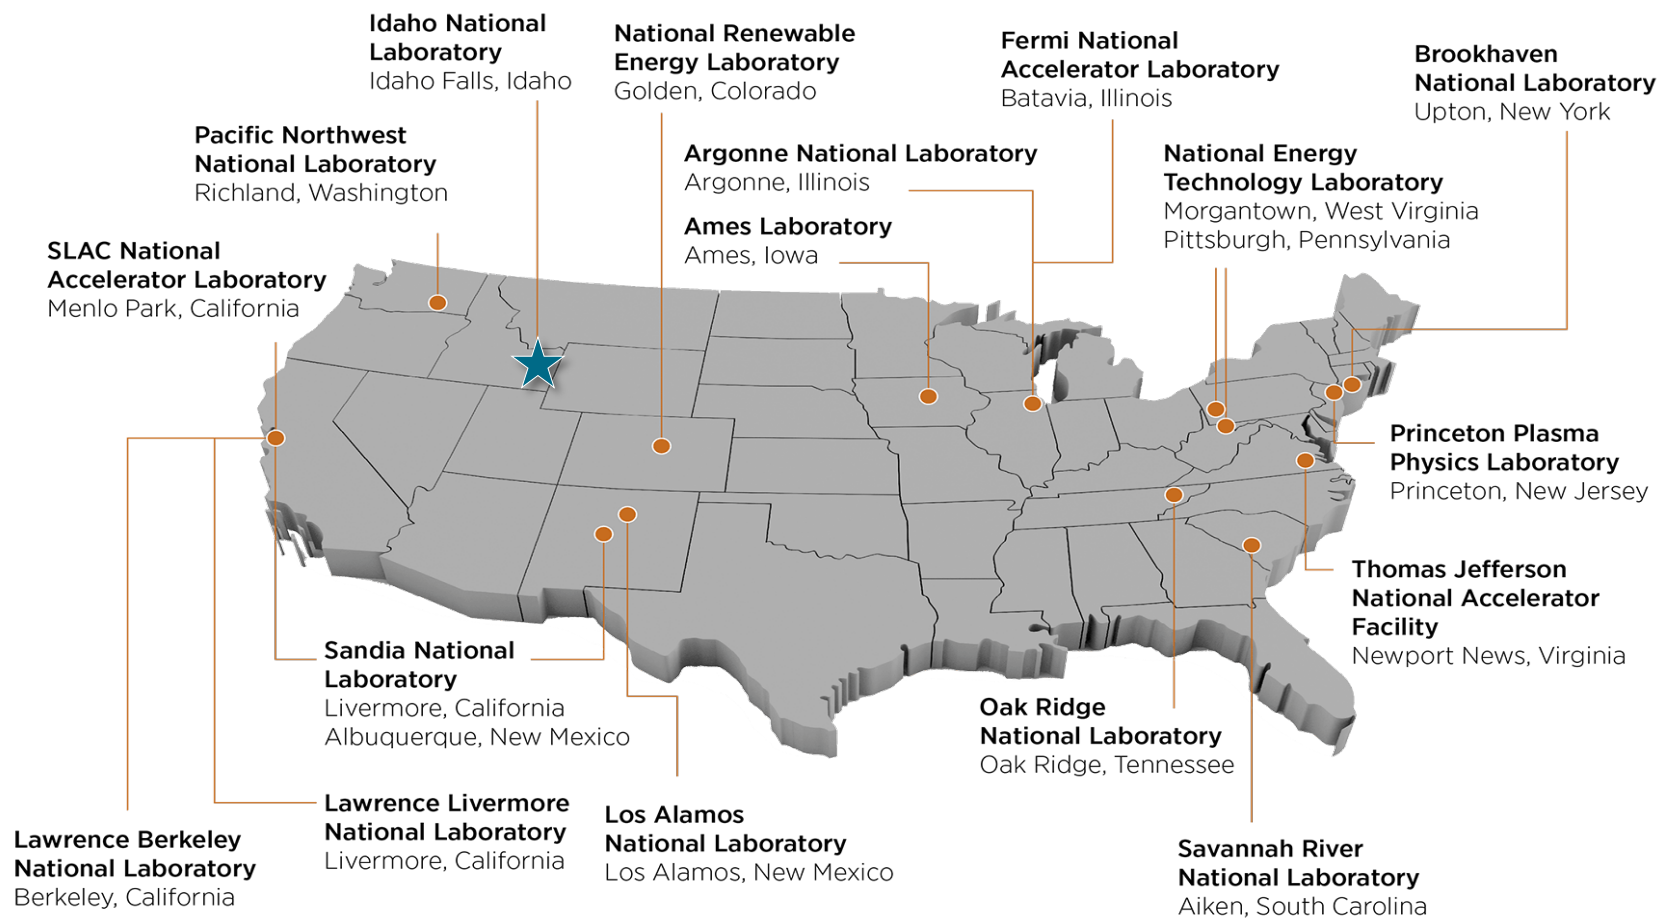 Idaho National
Laboratory
Idaho Falls, Idaho
National Renewable
Energy Laboratory
Golden, Colorado
Fermi National
Accelerator Laboratory
Batavia, Illinois
Brookhaven
National Laboratory
Upton, New York
Pacific Northwest
National Laboratory
Richland, Washington
Argonne National Laboratory
Argonne, Illinois
National Energy
Technology Laboratory
Morgantown, West Virginia
Pittsburgh, Pennsylvania
Ames Laboratory
Ames, Iowa
SLAC National
Accelerator Laboratory
Menlo Park, California
Princeton Plasma
Physics Laboratory
Princeton, New Jersey
Thomas Jefferson
National Accelerator
Facility
Newport News, Virginia
Sandia National
Laboratory
Livermore, California
Albuquerque, New Mexico
Oak Ridge
National Laboratory
Oak Ridge, Tennessee
Lawrence Livermore
National Laboratory
Livermore, California
Los Alamos
National Laboratory
Los Alamos, New Mexico
Lawrence Berkeley
National Laboratory
Berkeley, California
Savannah River
National Laboratory
Aiken, South Carolina